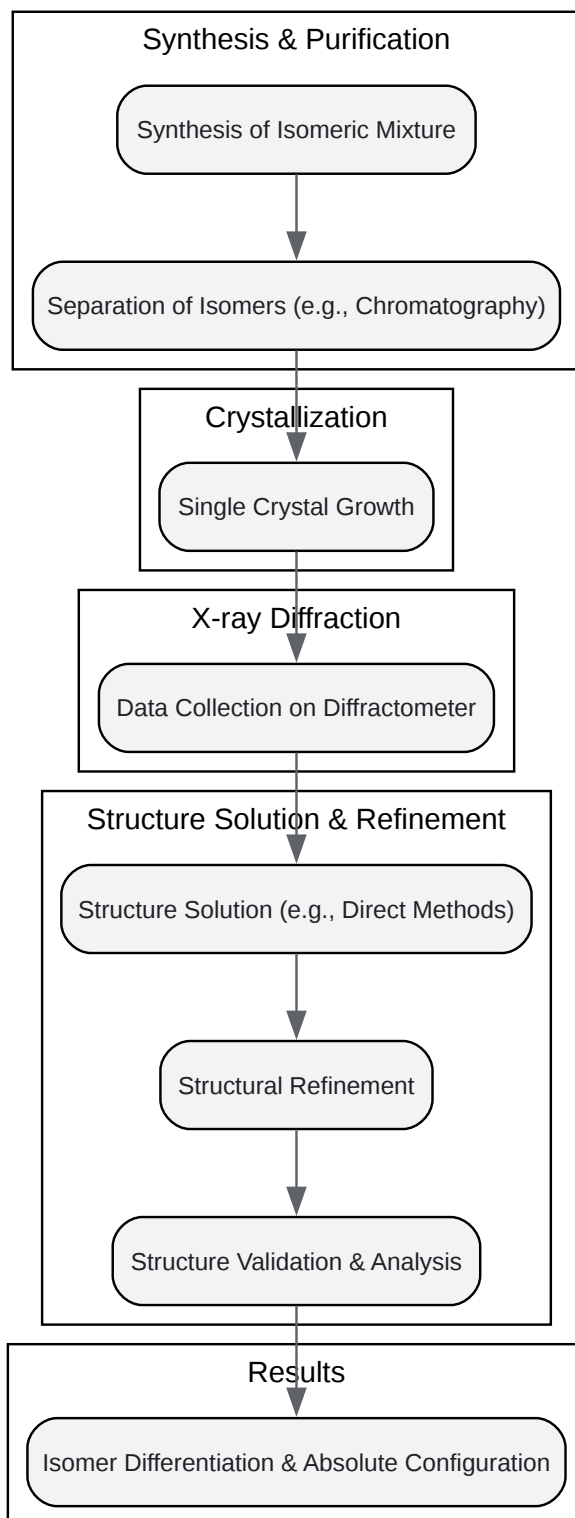 Synthesis & Purification
Synthesis of Isomeric Mixture
Separation of Isomers (e.g., Chromatography)
Crystallization
Single Crystal Growth
X-ray Diffraction
Data Collection on Diffractometer
Structure Solution & Refinement
Structure Solution (e.g., Direct Methods)
Structural Refinement
Structure Validation & Analysis
Results
Isomer Differentiation & Absolute Configuration